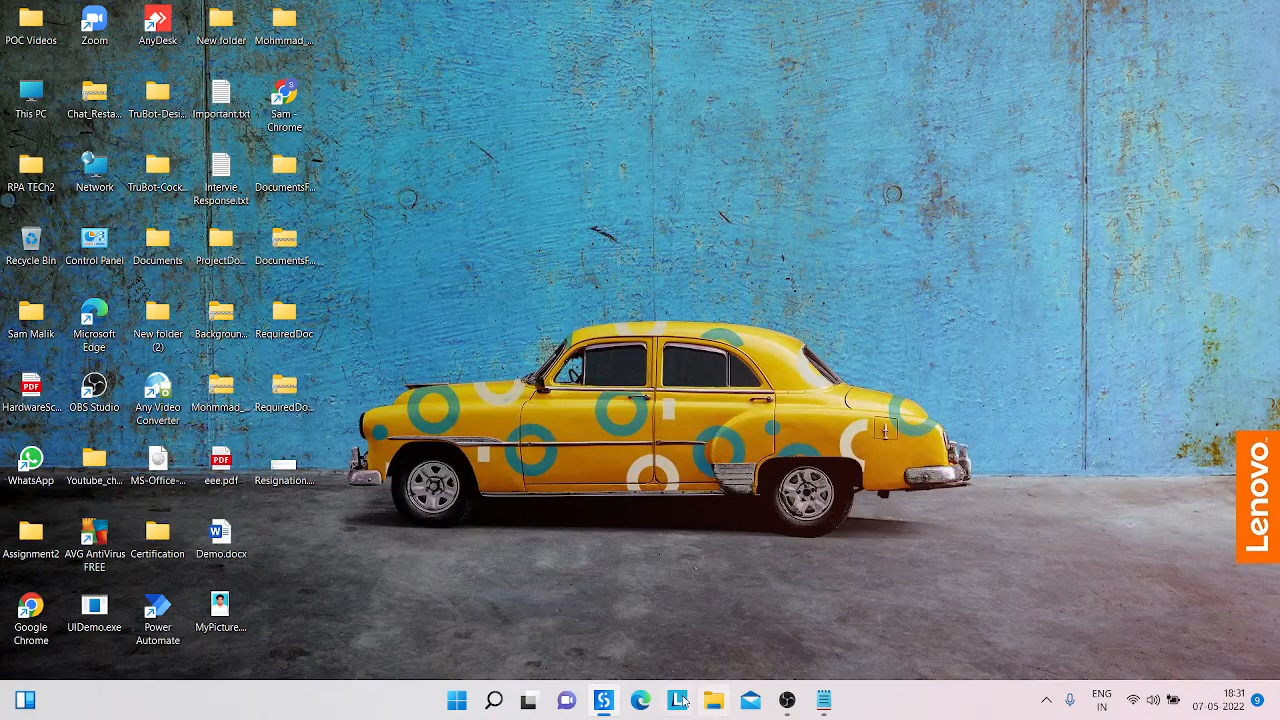 POC Videos
Zoom
AnyDesk
New folder
Mohmmad_...
This PC
Chat_Resta...
TruBot-Desi...
Important.txt
Sam -
Chrome
RPA TECh2
Network
TruBot-Cock...
Intervie
Response.txt
DocumentsF...
Recycle Bin
Control Panel
Documents
ProjectDo...
DocumentsF...
Sam Malik
Microsoft
Edge
New folder
(2)
Backgroun...
RequiredDoc
PDF
HardwareSc...
OBS Studio
Any Video
Converter
Mohmmad_...
RequiredDo...
WhatsApp
Youtube_ch...
MS-Office-...
PDF
eee.pdf
Resignation...
Assignment2
AVG AntiVirus
FREE
Certification
Demo.docx
Google
Chrome
UIDemo.exe
Power
Automate
MyPicture....
Lenovo
ENG
IN
07-05-2022
9